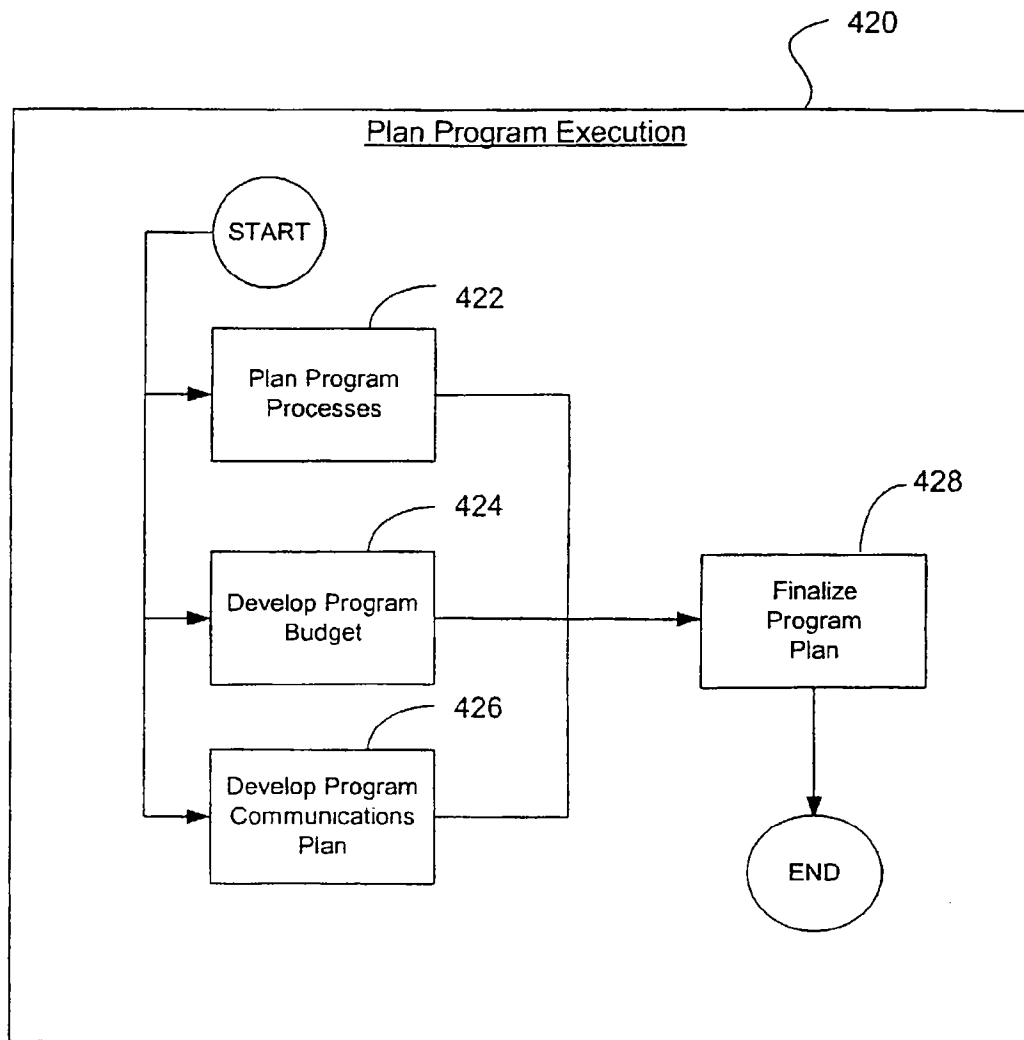 420
Plan Program Execution
START
422
Plan Program
Processes
424
Develop Program
Budget
426
Develop Program
Communications
Plan
428
Finalize
Program
Plan
END